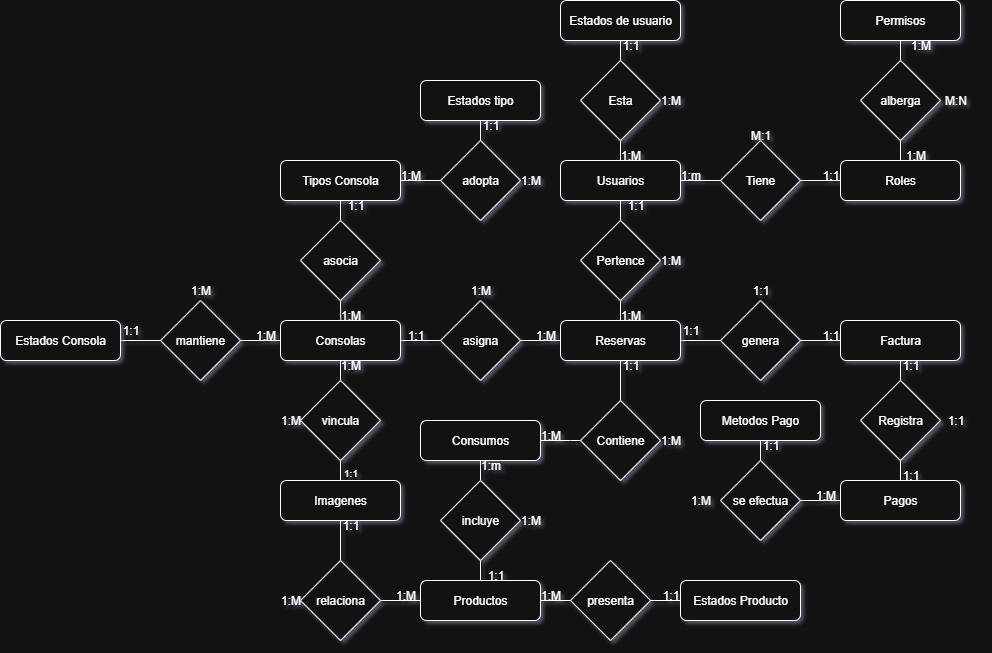 Estados de usuario
Permisos
1:1
1:M
Estados tipo
Esta
1:M
alberga
M:N
1:1
M:1
1:M
1:M
Tipos Consola
1:M
adopta
1:M
Usuarios
1:m
Tiene
1:1
Roles
1:1
1:1
asocia
Pertence
1:M
1:M
1:M
1:1
1:M
1:M
Estados Consola
1:1
mantiene
1:M
Consolas
1:1
asigna
1:M
Reservas
1:1
genera
1:1
Factura
1:M
1:1
1:1
1:M
vincula
Consumos
1:M
Contiene
1:M
Metodos Pago
Registra
1:1
1:1
1:m
1:1
1:1
Imagenes
1:M
se efectua
1:M
Pagos
1:1
incluye
1:M
1:1
1:M
relaciona
1:M
Productos
1:M
presenta
1:1
Estados Producto